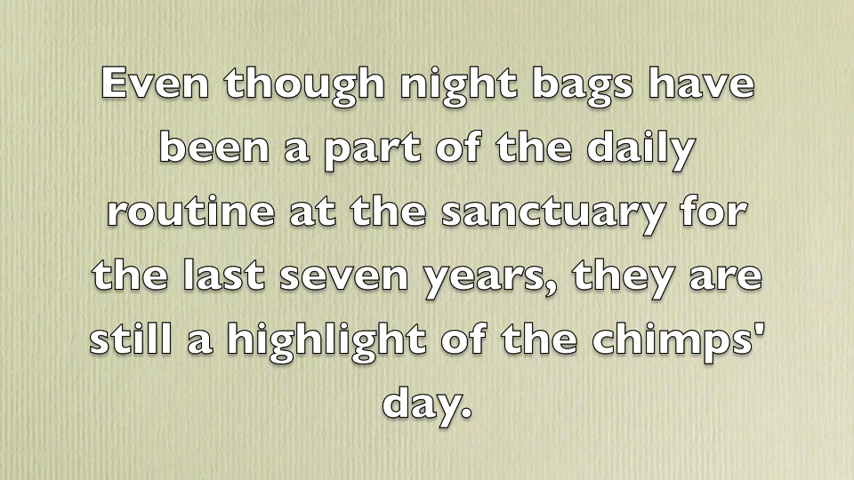 Even though night bags have
been a part of the daily
routine at the sanctuary for
the last seven years, they are
still a highlight of the chimps'
day.